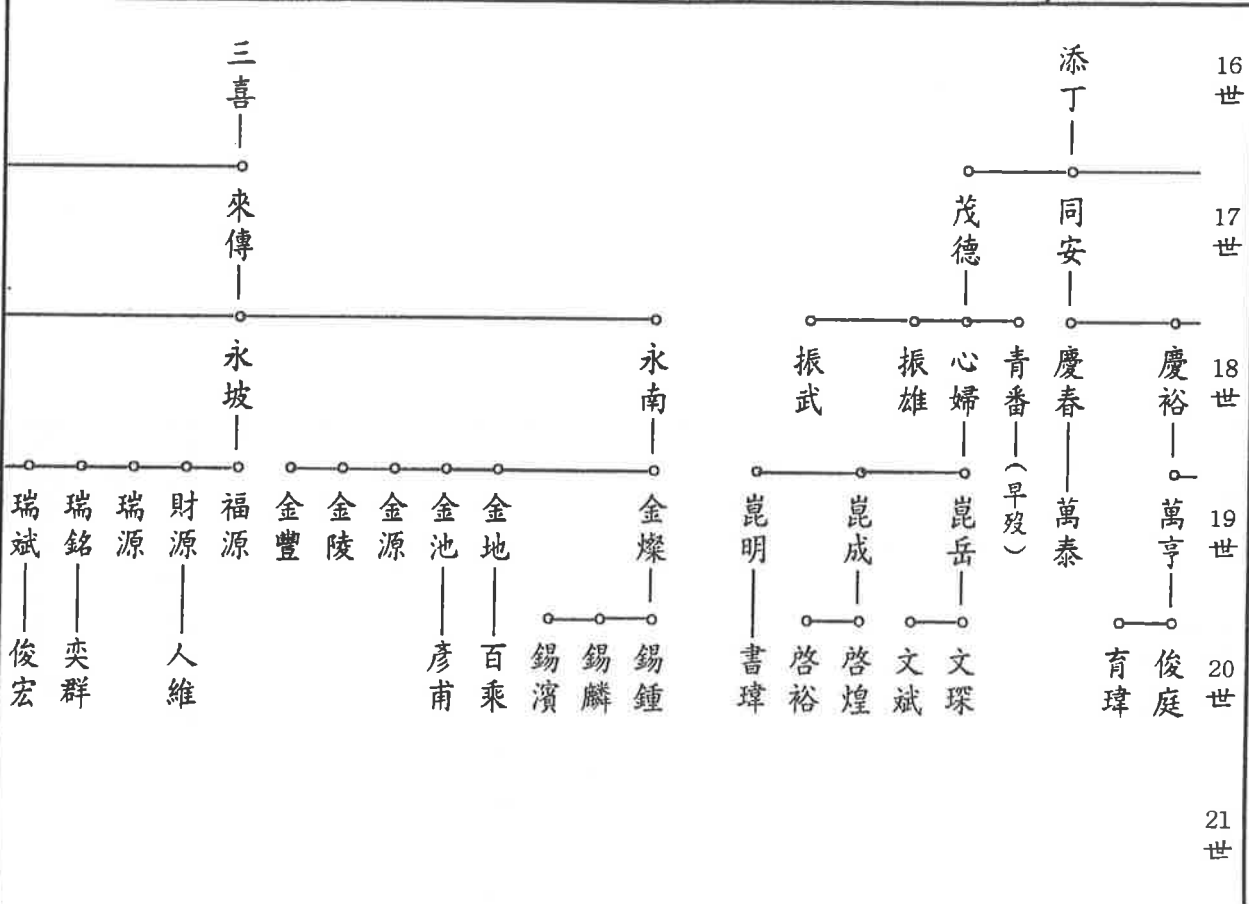 16世
添丁
三喜
17世
同安
茂德
來傳
18世
慶裕
慶春
青番
心婦
振雄
振武
永南
永坡
19世
萬亨
萬泰
（早歿）
崑岳
崑成
崑明
金燦
金地
金池
金源
金陵
金豐
福源
財源
瑞源
瑞銘
瑞斌
20世
俊庭
育瑋
文琛
文斌
啓煌
啓裕
書瑋
錫鍾
錫麟
錫濱
百乘
彥甫
人維
奕群
俊宏
21世